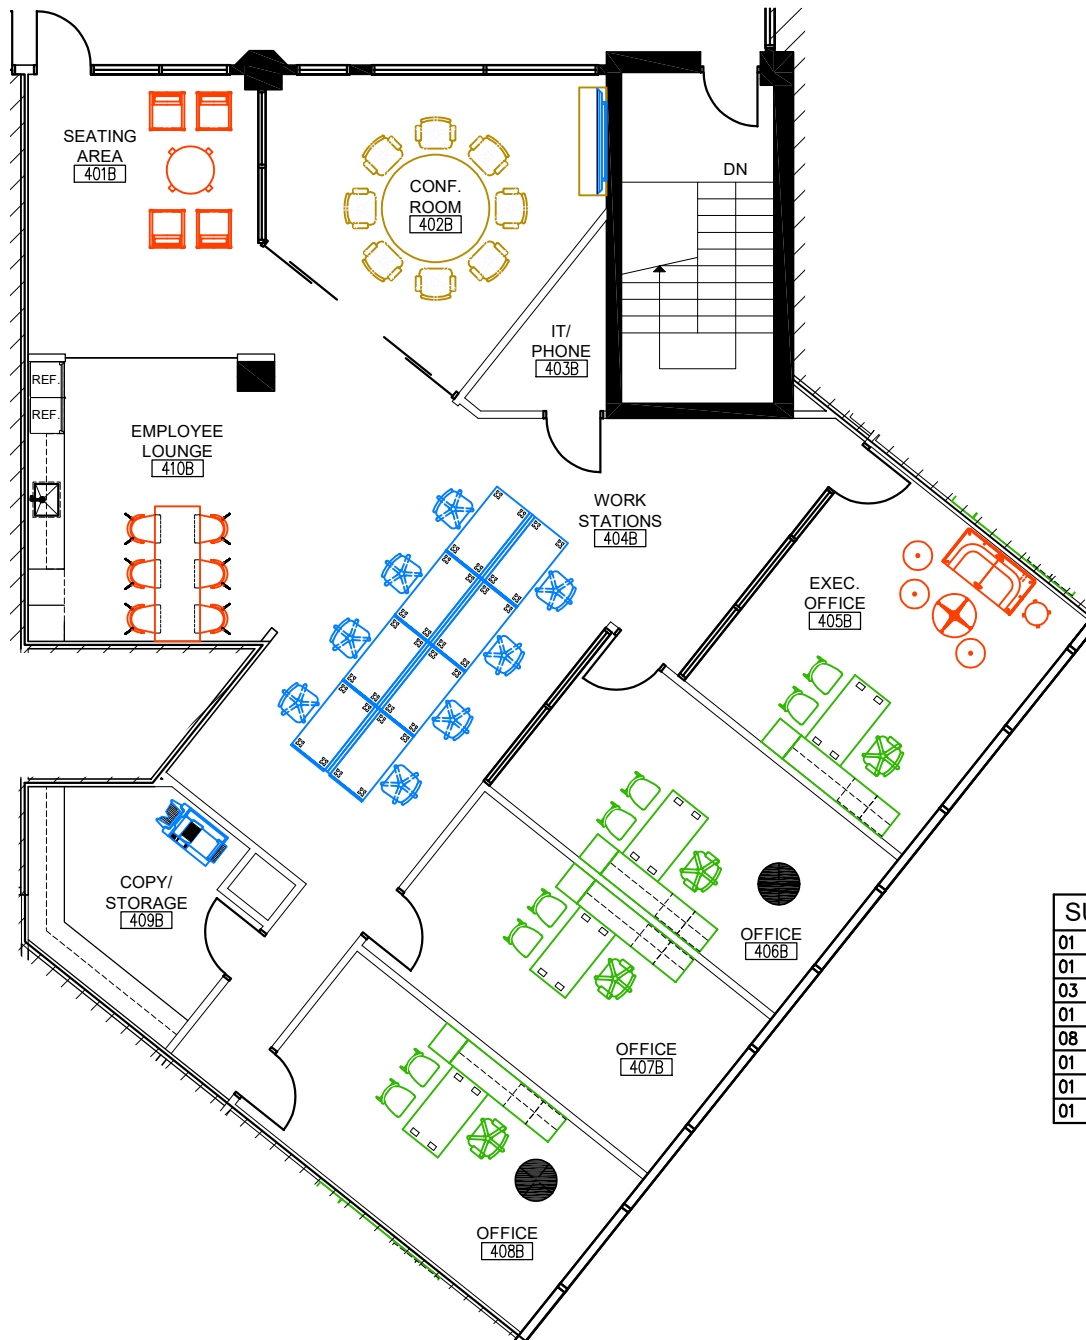 SEATING
AREA
401B
CONF.
ROOM
402B
DN
IT/
PHONE
403B
REF.
REF.
EMPLOYEE
LOUNGE
410B
WORK
STATIONS
404B
EXEC.
OFFICE
405B
COPY/
STORAGE
409B
OFFICE
406B
OFFICE
407B
OFFICE
408B
01
01
03
01
08
01
01
01